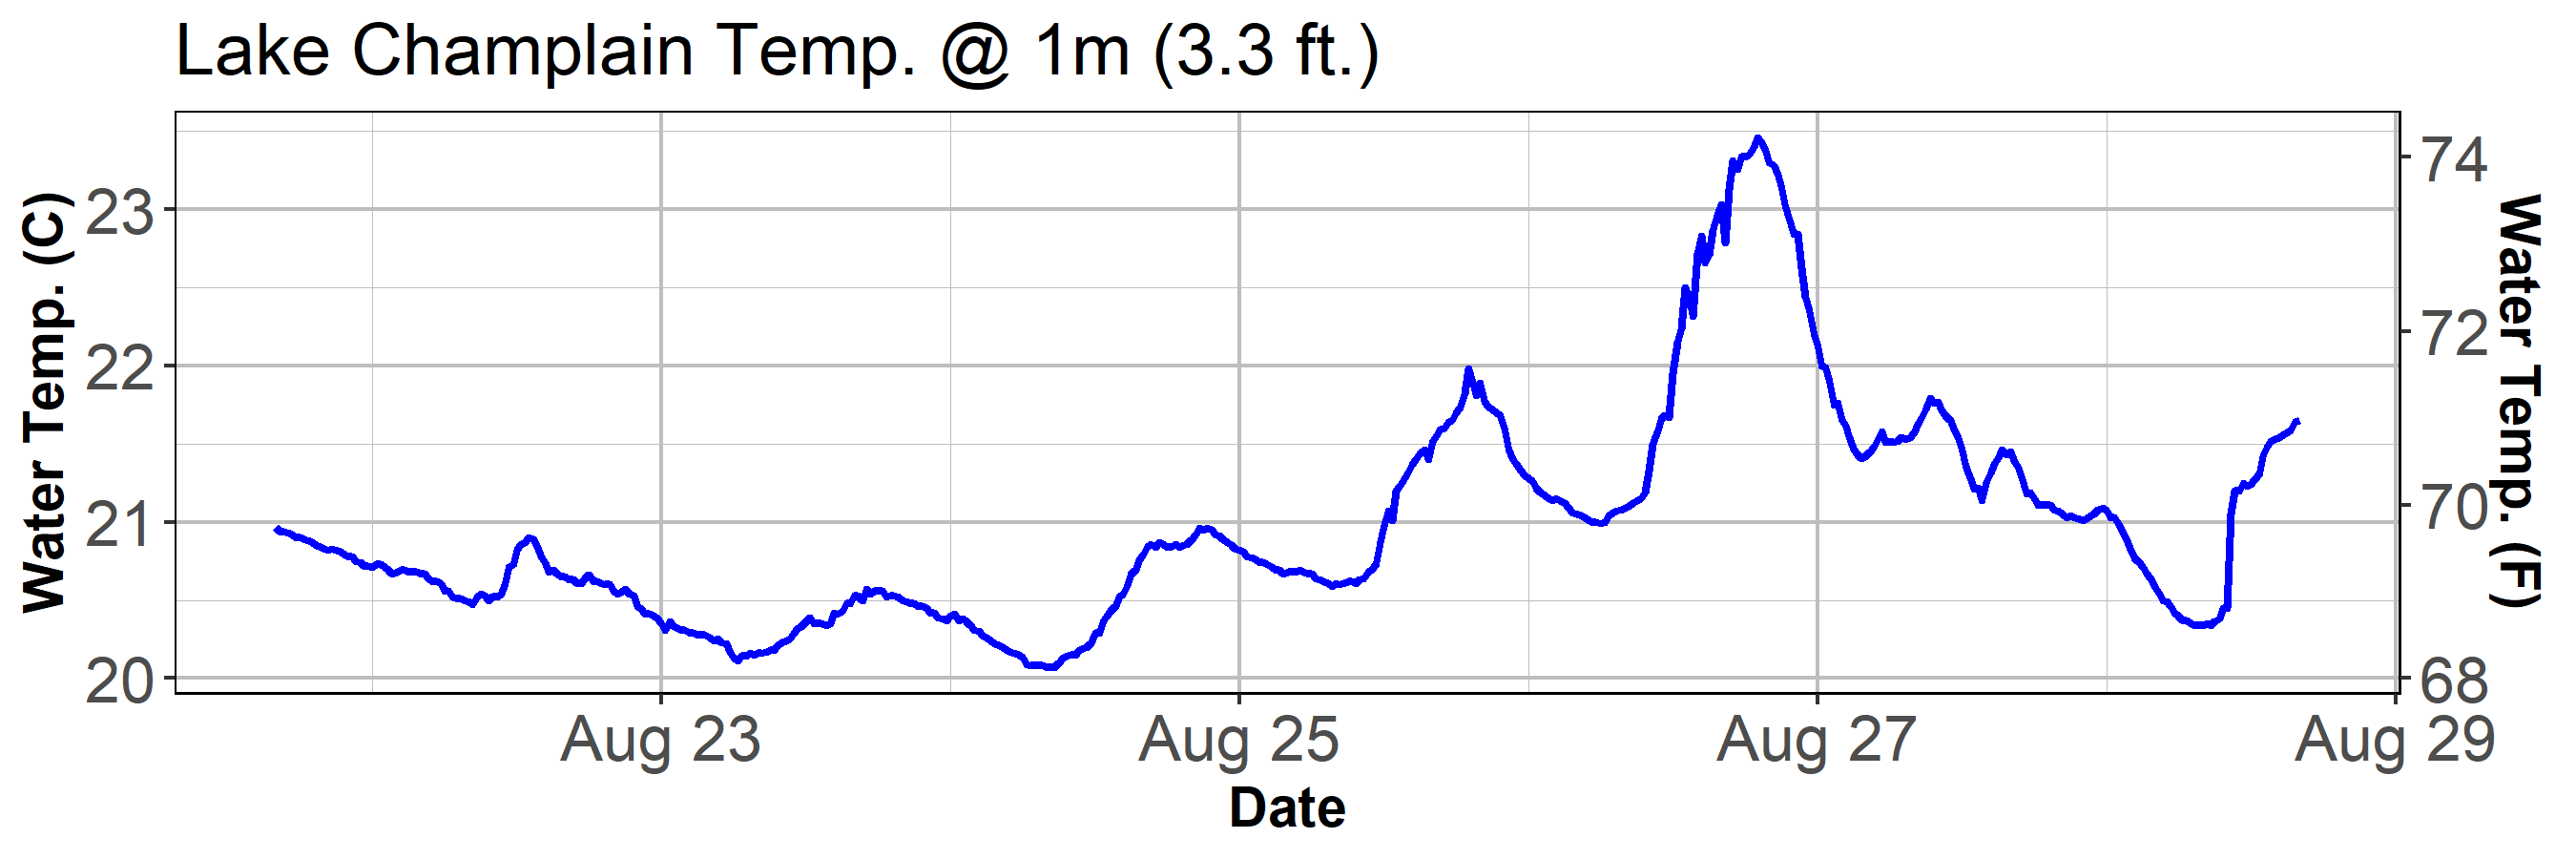 Lake Champlain Temp. @ 1m (3.3 ft.)
Water Temp. (C)
23
22
21
20
74
72
70
68
Water Temp. (F)
Aug 23
Aug 25
Aug 27
Aug 29
Date